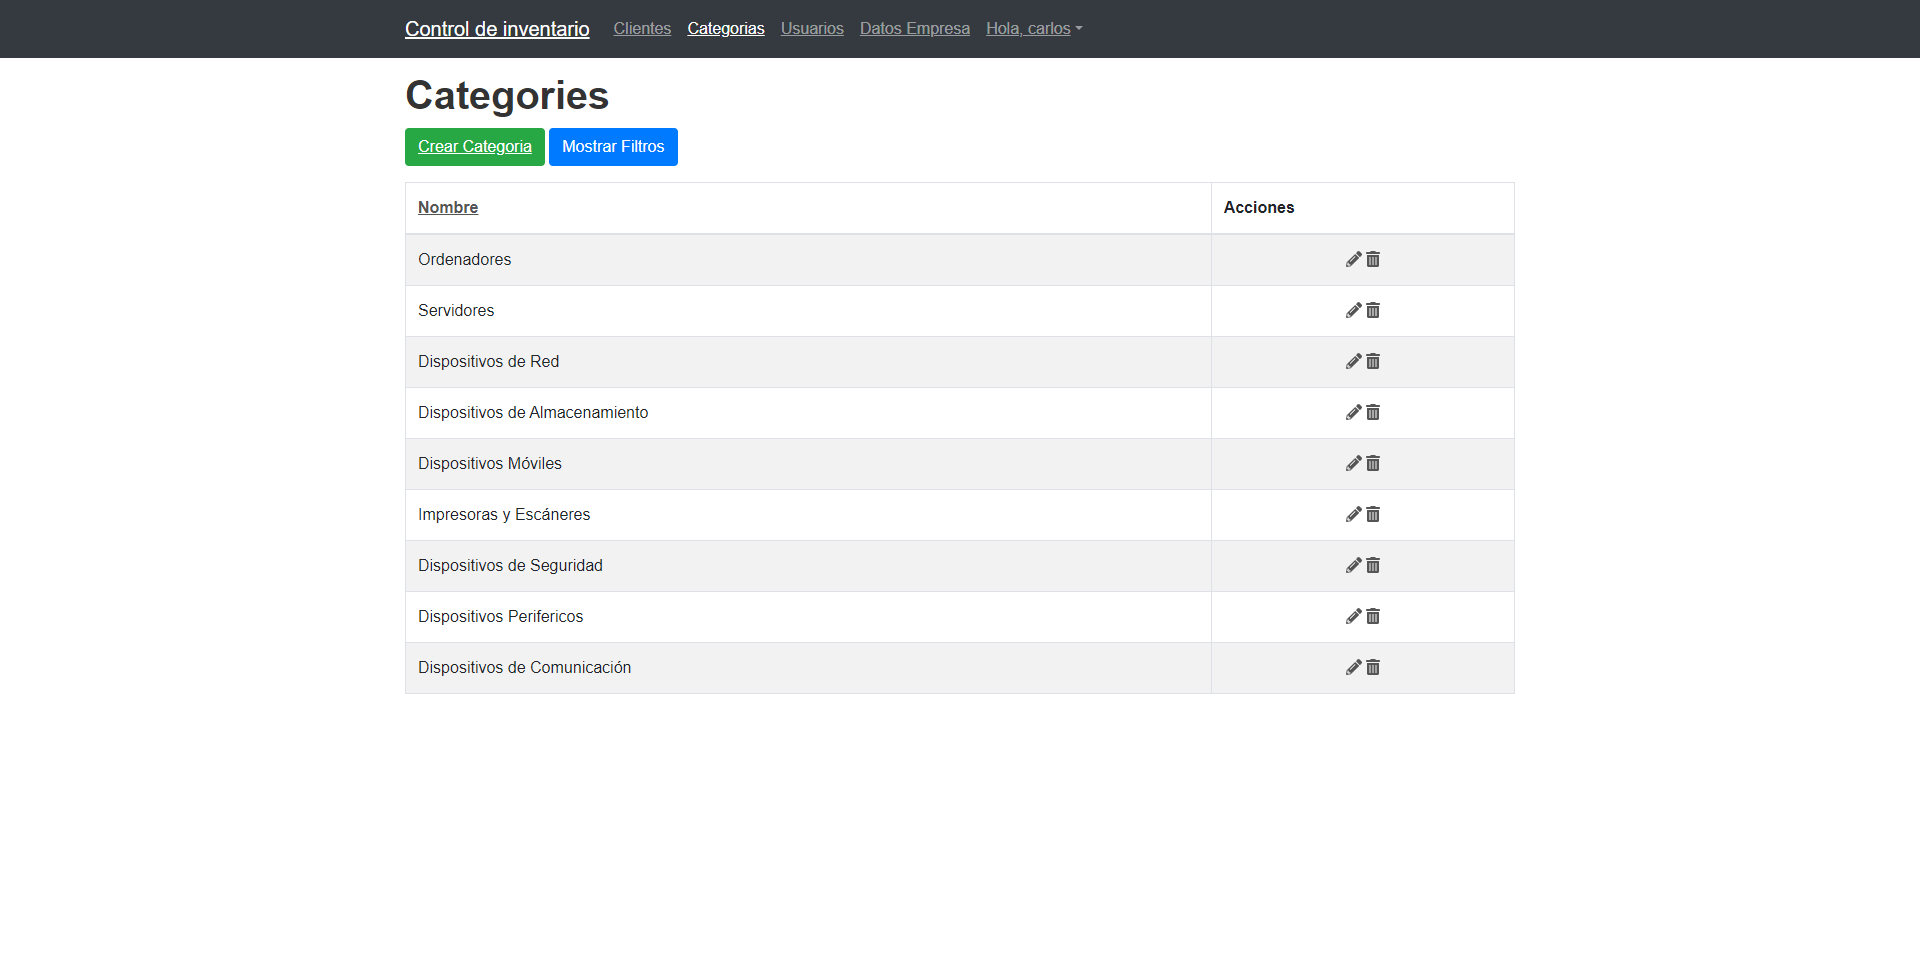 Control de inventario Clientes Categorias Usuarios Datos Empresa Hola, carlos
Categories
Crear Categoria Mostrar Filtros
Nombre Acciones
Ordenadores
Servidores
Dispositivos de Red
Dispositivos de Almacenamiento
Dispositivos Móviles
Impresoras y Escáneres
Dispositivos de Seguridad
Dispositivos Perifericos
Dispositivos de Comunicación